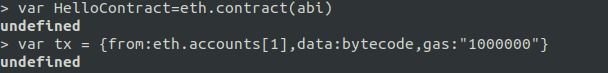 > var HelloContract=eth.contract(abi)
undefined
> var tx = {from:eth.accounts[1],data:bytecode,gas:"1000000"}
undefined